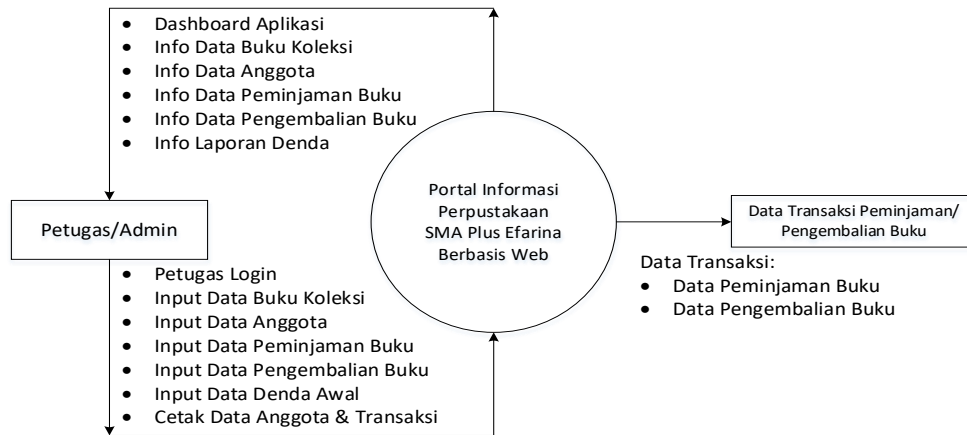 • Dashboard Aplikasi
• Info Data Buku Koleksi
• Info Data Anggota
• Info Data Peminjaman Buku
• Info Data Pengembalian Buku
• Info Laporan Denda
Petugas/Admin
Portal Informasi
Perpustakaan
SMA Plus Efarina
Berbasis Web
Data Transaksi Peminjaman/
Pengembalian Buku
Data Transaksi:
• Data Peminjaman Buku
• Data Pengembalian Buku
• Petugas Login
• Input Data Buku Koleksi
• Input Data Anggota
• Input Data Peminjaman Buku
• Input Data Pengembalian Buku
• Input Data Denda Awal
• Cetak Data Anggota & Transaksi